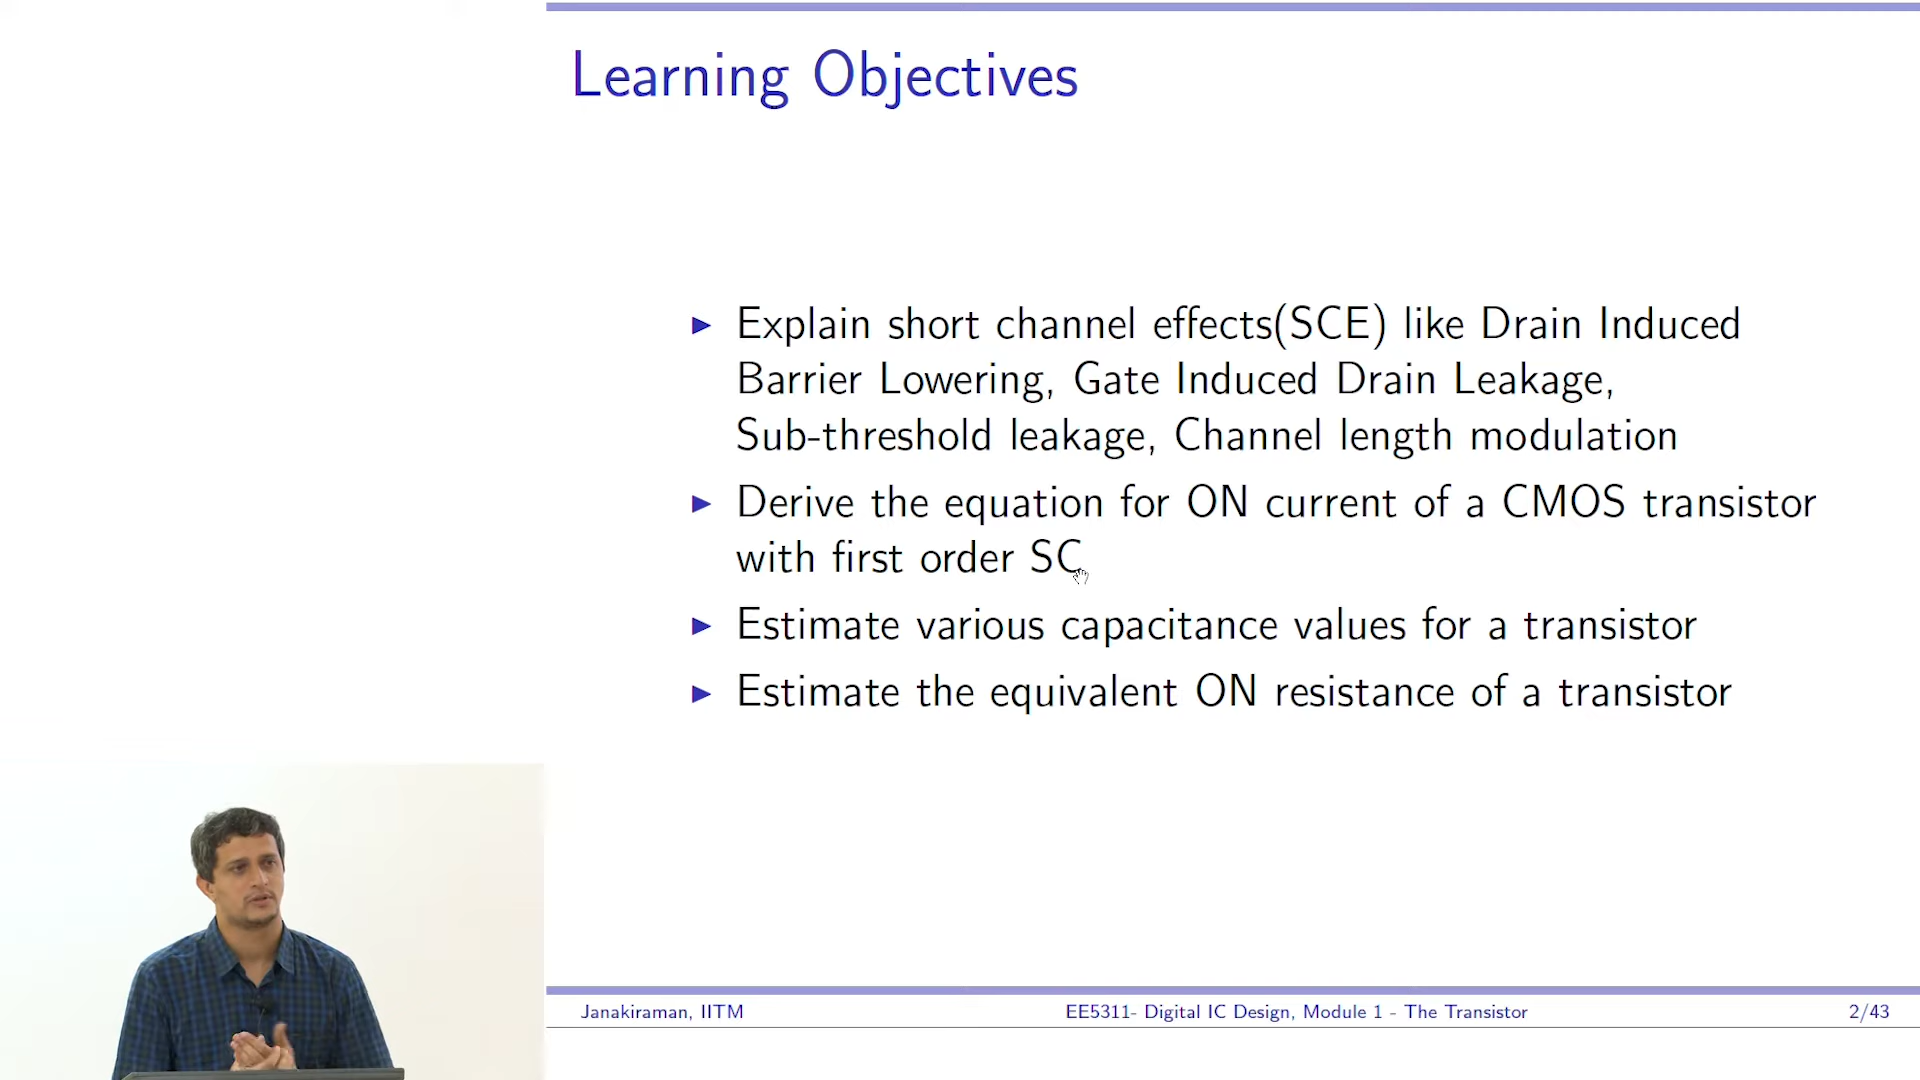 Learning Objectives
Explain short channel effects(SCE) like Drain Induced
Barrier Lowering, Gate Induced Drain Leakage,
Sub-threshold leakage, Channel length modulation
Derive the equation for ON current of a CMOS transistor
with first order SC
Estimate various capacitance values for a transistor
Estimate the equivalent ON resistance of a transistor
Janakiraman, IITM
EE5311- Digital IC Design, Module 1 - The Transistor
2/43